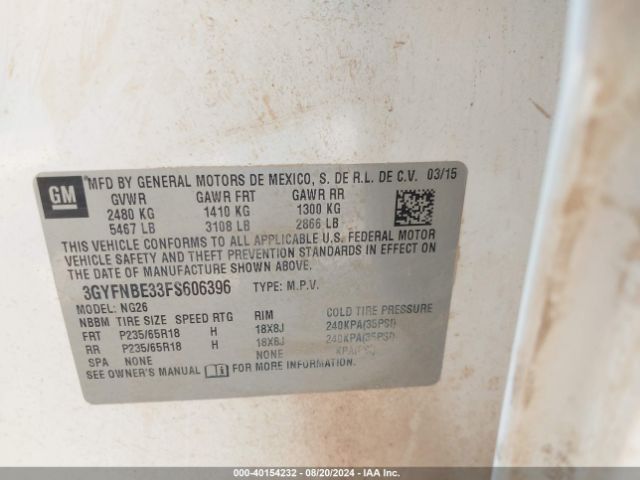 GM
MFD BY GENERAL MOTORS DE MEXICO, S. DE R.L. DE C.V. 03/15
GVWR GAWR FRT GAWR RR
2480 KG 1410 KG 1300 KG
5467 LB 3108 LB 2866 LB
THIS VEHICLE CONFORMS TO ALL APPLICABLE U.S. FEDERAL MOTOR
VEHICLE SAFETY AND THEFT PREVENTION STANDARDS IN EFFECT ON
THE DATE OF MANUFACTURE SHOWN ABOVE.
3GYFNBE33FS606396 TYPE: M.P.V.
MODEL: NG26
NBBM TIRE SIZE SPEED RTG RIM COLD TIRE PRESSURE
FRT P235/65R18 H 18X8J 240KPA(35PSI)
RR P235/65R18 H 18X8J 240KPA(35PSI)
SPA NONE NONE
SEE OWNER'S MANUAL FOR MORE INFORMATION.
000-40154232 - 08/20/2024 - IAA Inc.